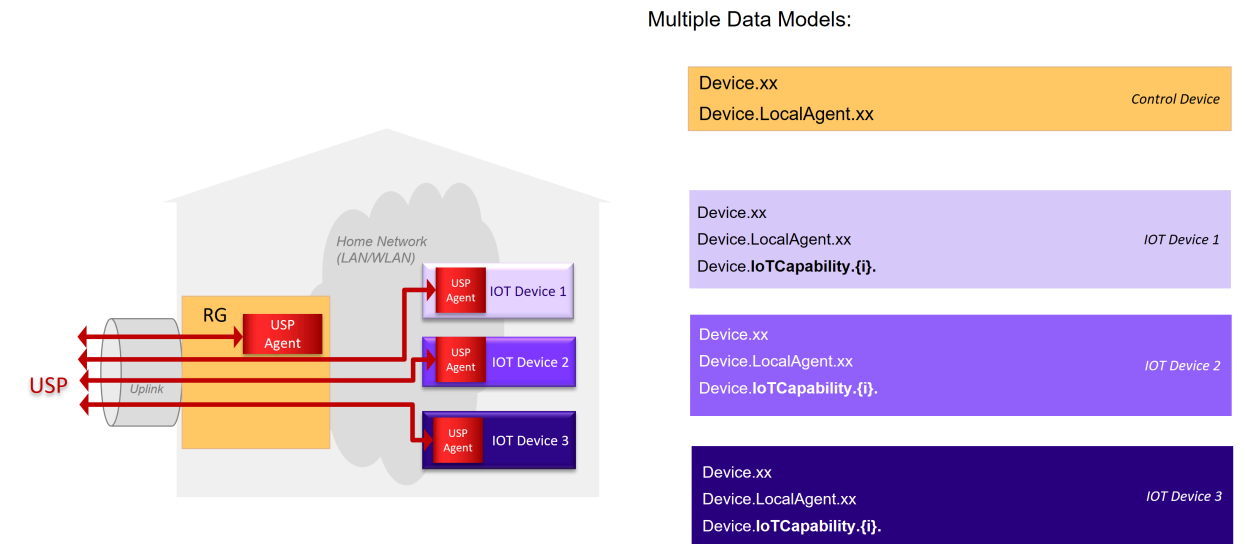 Multiple Data Models:
Device.xx
Device.LocalAgent.xx
Control Device
Device.xx
Device.LocalAgent.xx
Device.IoTCapability.{i}.
IOT Device 1
Device.xx
Device.LocalAgent.xx
Device.IoTCapability.{i}.
IOT Device 2
Device.xx
Device.LocalAgent.xx
Device.IoTCapability.{i}.
IOT Device 3
Home Network
(LAN/WLAN)
RG
USP
Agent
USP
Agent
IOT Device 1
USP
Agent
IOT Device 2
USP
Agent
IOT Device 3
USP
Uplink